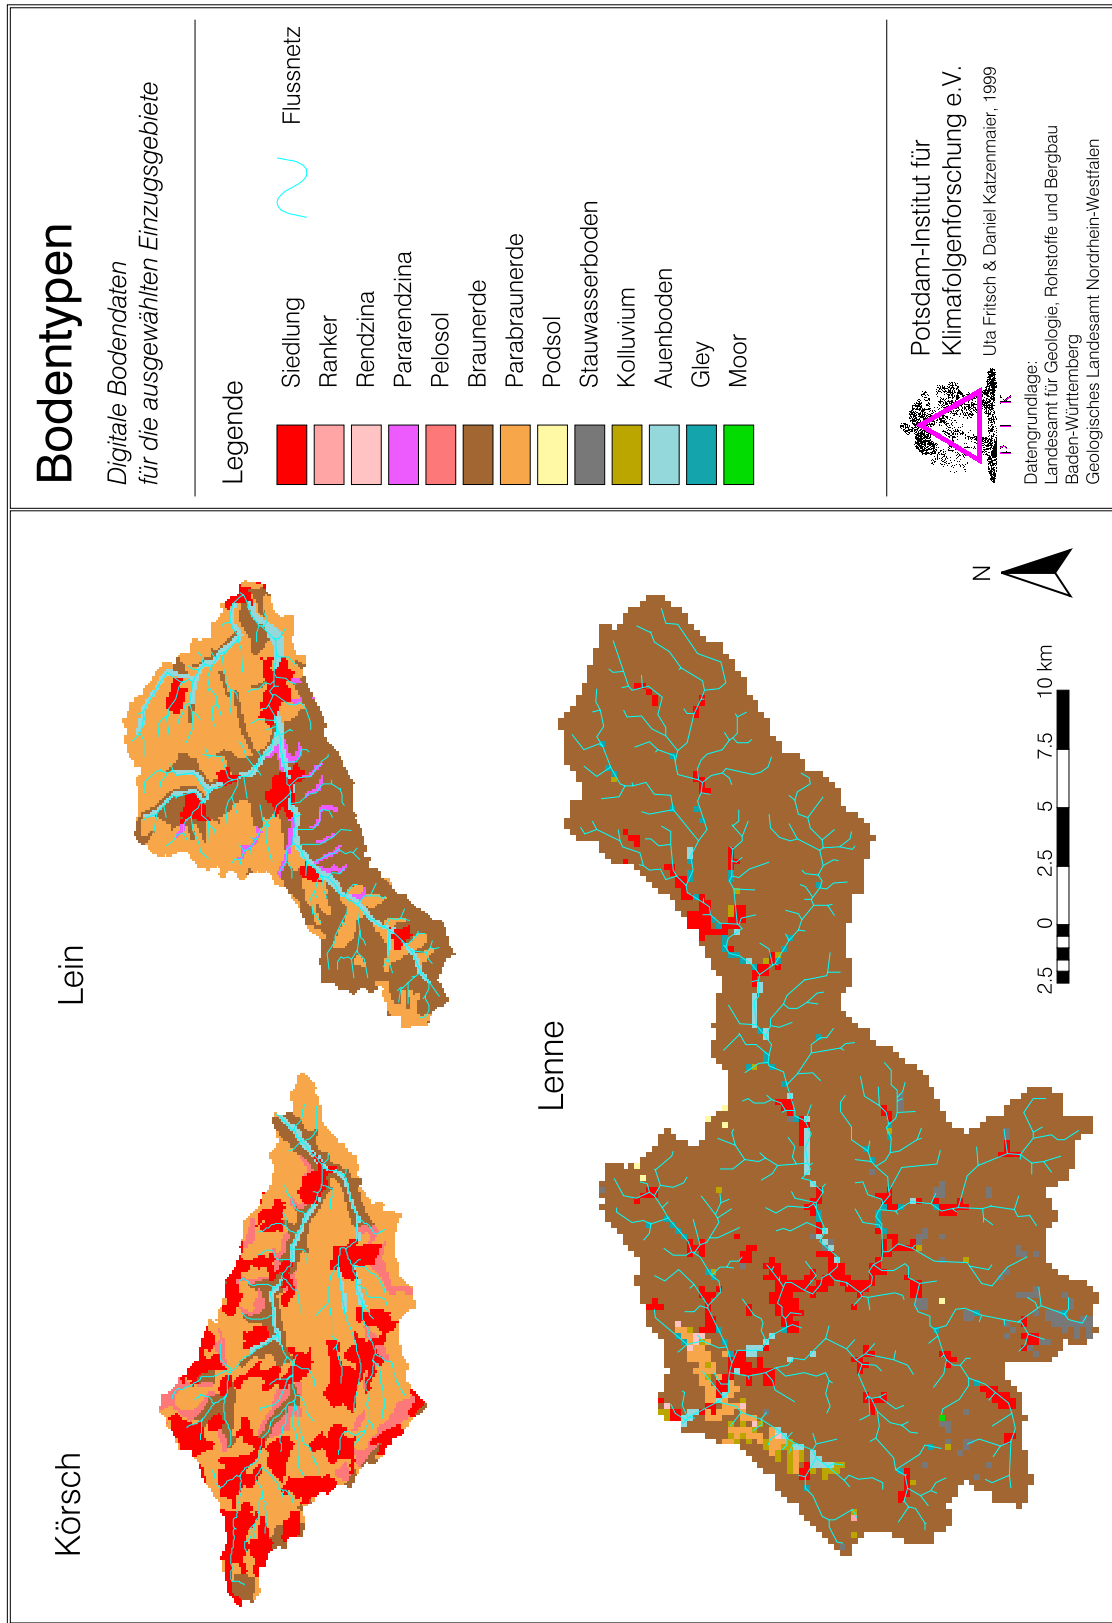 Bodentypen
Digitale Bodendaten
für die ausgewählten Einzugsgebiete
Legende
Siedlung
Ranker
Rendzina
Pararendzina
Pelosol
Braunerde
Parabraunerde
Podsol
Stauwasserboden
Kolluvium
Auenboden
Gley
Moor
Flussnetz
Potsdam-Institut für
Klimafolgenforschung e.V.
Uta Fritsch & Daniel Katzenmaier, 1999
P I K
Datengrundlage:
Landesamt für Geologie, Rohstoffe und Bergbau
Baden-Württemberg
Geologisches Landesamt Nordrhein-Westfalen
Körsch
Lein
Lenne
N
2.5 0 2.5 5 7.5 10 km